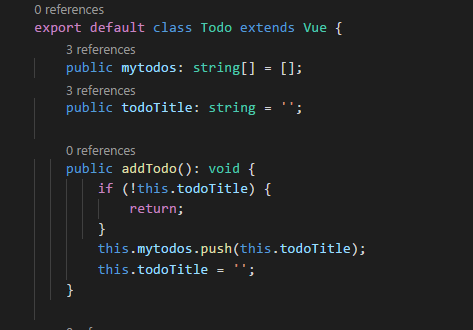 0 references
export default class Todo extends Vue {
3 references
public mytodos: string[] = [];
3 references
public todoTitle: string = '';
0 references
public addTodo(): void {
if (!this.todoTitle) {
return;
}
this.mytodos.push(this.todoTitle);
this.todoTitle = '';
}